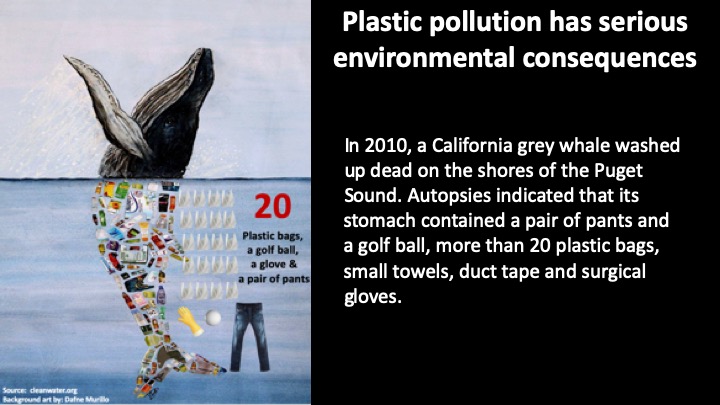 Plastic pollution has serious
environmental consequences
In 2010, a California grey whale washed
up dead on the shores of the Puget
Sound. Autopsies indicated that its
stomach contained a pair of pants and
a golf ball, more than 20 plastic bags,
small towels, duct tape and surgical
gloves.
20
Plastic bags,
a golf ball,
a glove &
a pair of pants
Source: cleanwater.org
Background art by: Dafne Murillo